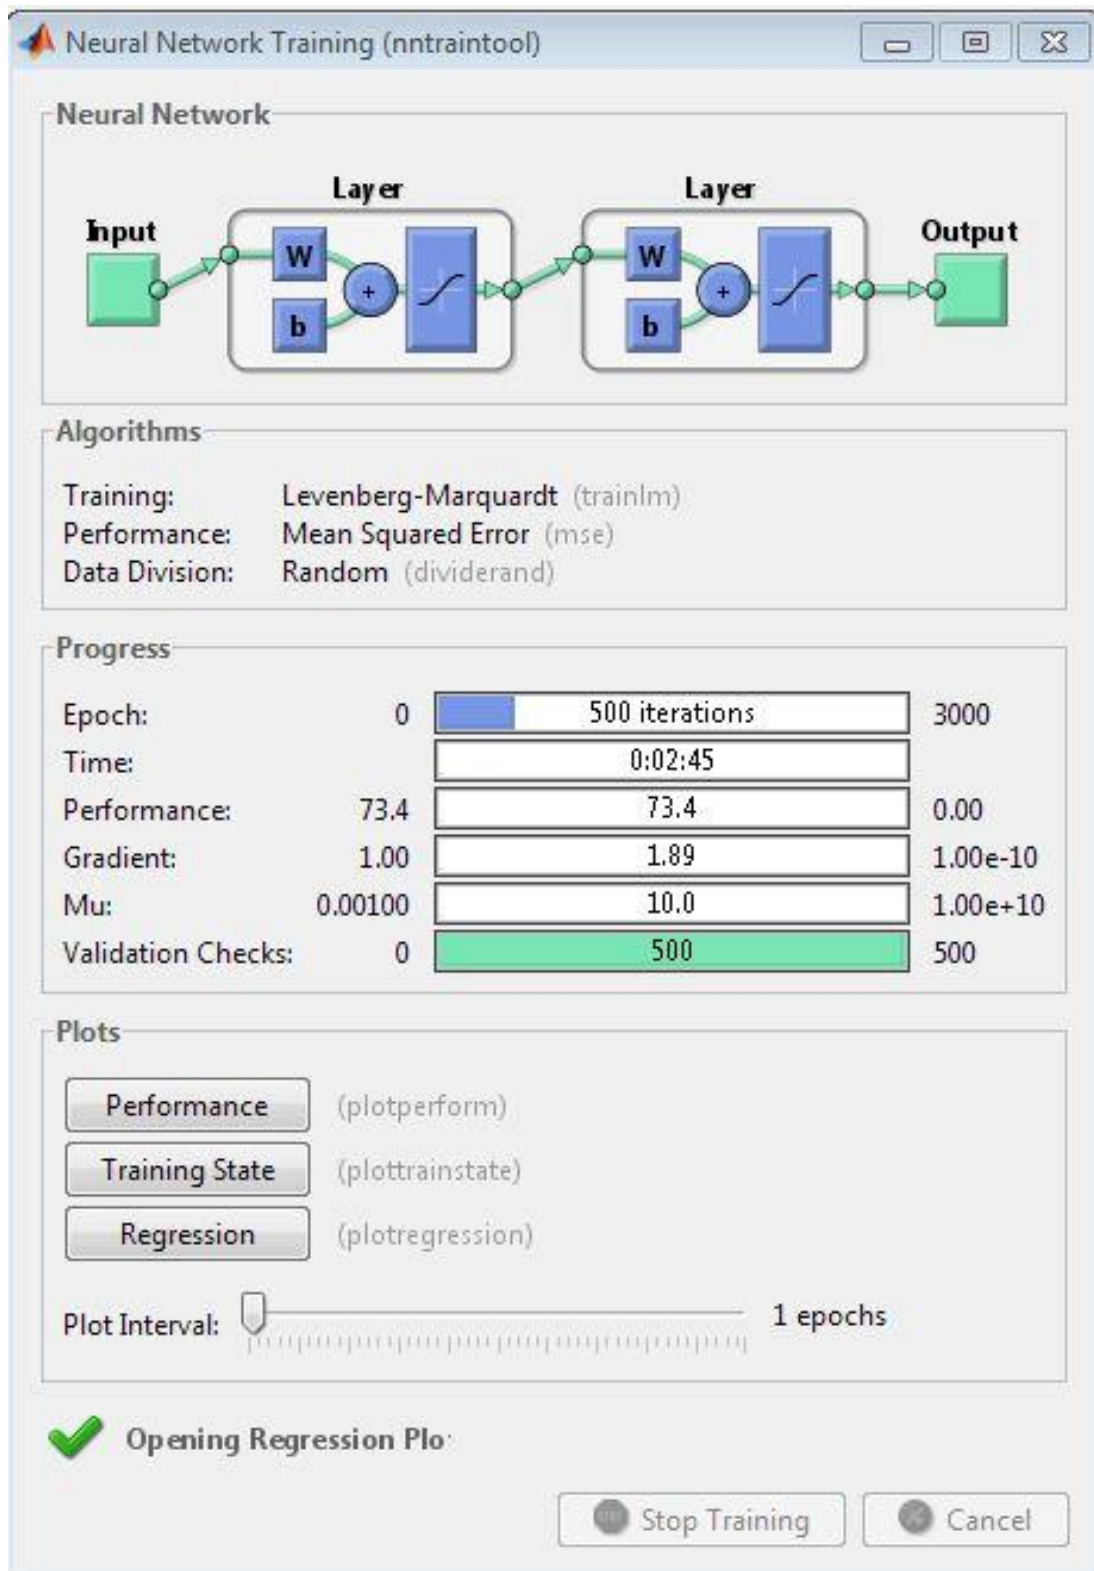 Neural Network Training (nntraintool)
Neural Network
Layer
Layer
Input
Output
W
W
+
+
b
b
Algorithms
Training: Levenberg-Marquardt (trainlm)
Performance: Mean Squared Error (mse)
Data Division: Random (dividerand)
Progress
Epoch: 0 500 iterations 3000
Time: 0:02:45
Performance: 73.4 73.4 0.00
Gradient: 1.00 1.89 1.00e-10
Mu: 0.00100 10.0 1.00e+10
Validation Checks: 0 500 500
Plots
Performance (plotperform)
Training State (plottrainstate)
Regression (plotregression)
Plot Interval: 1 epochs
Opening Regression Plo
Stop Training Cancel